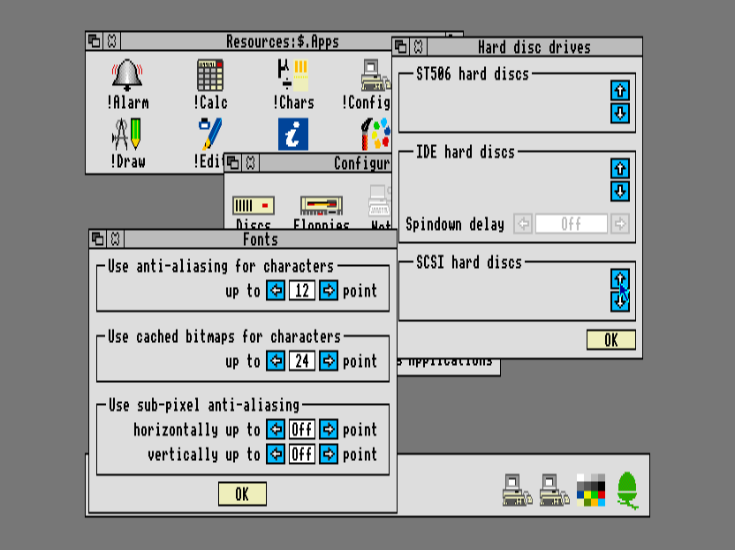 Resources:$.Apps
!Alarm
!Calc
!Chars
!Config
!Draw
!Edi
Configur
Discs
Floppies
Net
Hard disc drives
ST506 hard discs
IDE hard discs
Spindown delay
Off
SCSI hard discs
OK
s Applications
Fonts
Use anti-aliasing for characters
up to 12 point
Use cached bitmaps for characters
up to 24 point
Use sub-pixel anti-aliasing
horizontally up to Off point
vertically up to Off point
OK